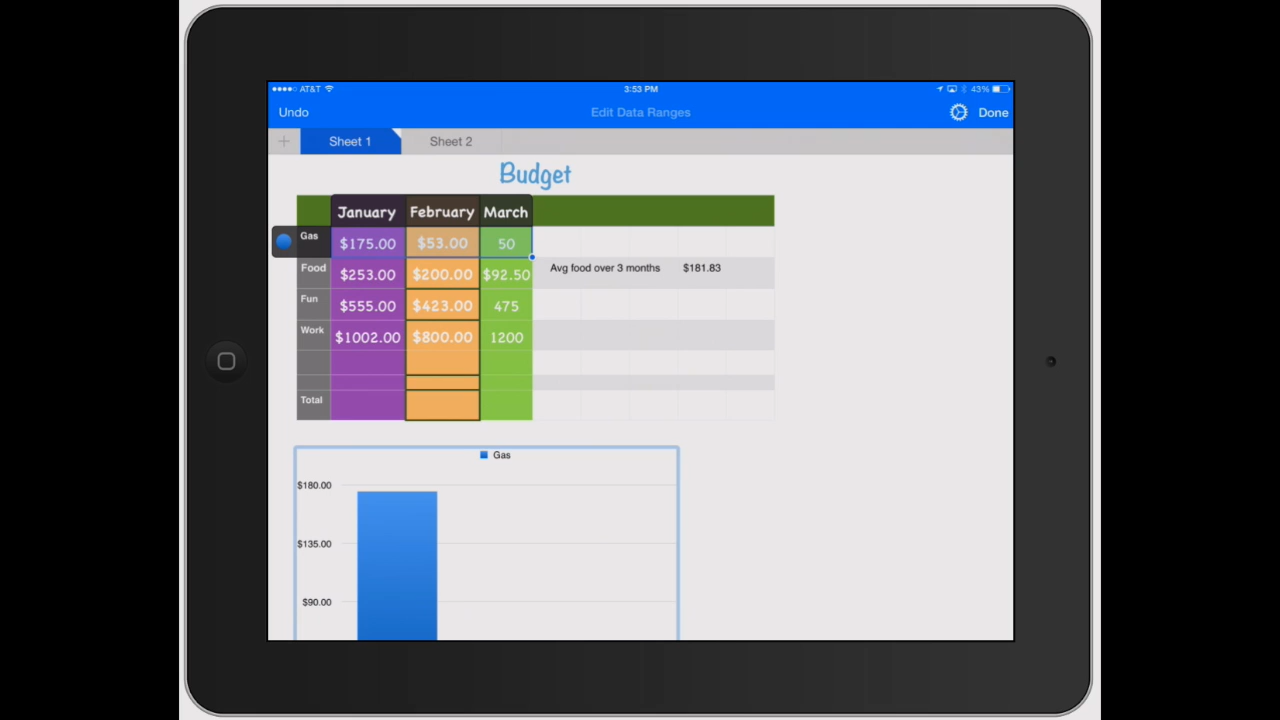 AT&T 3:53 PM 43%
Undo Edit Data Ranges Done
+ Sheet 1 Sheet 2
Budget
January February March
Gas $175.00 $53.00 50
Food $253.00 $200.00 $92.50 Avg food over 3 months $181.83
Fun $555.00 $423.00 475
Work $1002.00 $800.00 1200
Total
Gas
$180.00
$135.00
$90.00